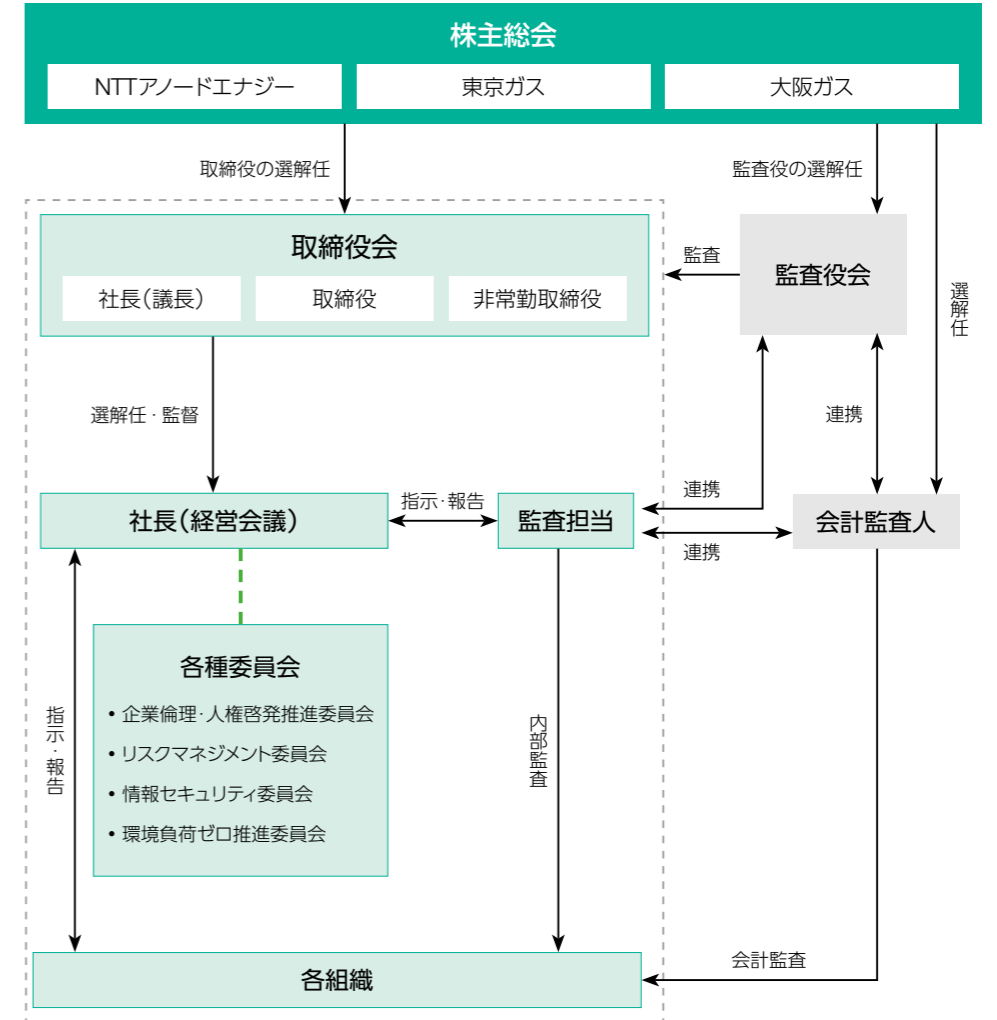 株主総会
NTTアノードエナジー
東京ガス
大阪ガス
取締役の選解任
監査役の選解任
取締役会
社長(議長)
取締役
非常勤取締役
監査
監査役会
選解任
選解任・監督
連携
社長(経営会議)
指示・報告
監査担当
連携
連携
会計監査人
各種委員会
• 企業倫理・人権啓発推進委員会
• リスクマネジメント委員会
• 情報セキュリティ委員会
• 環境負荷ゼロ推進委員会
指示・報告
内部監査
会計監査
各組織